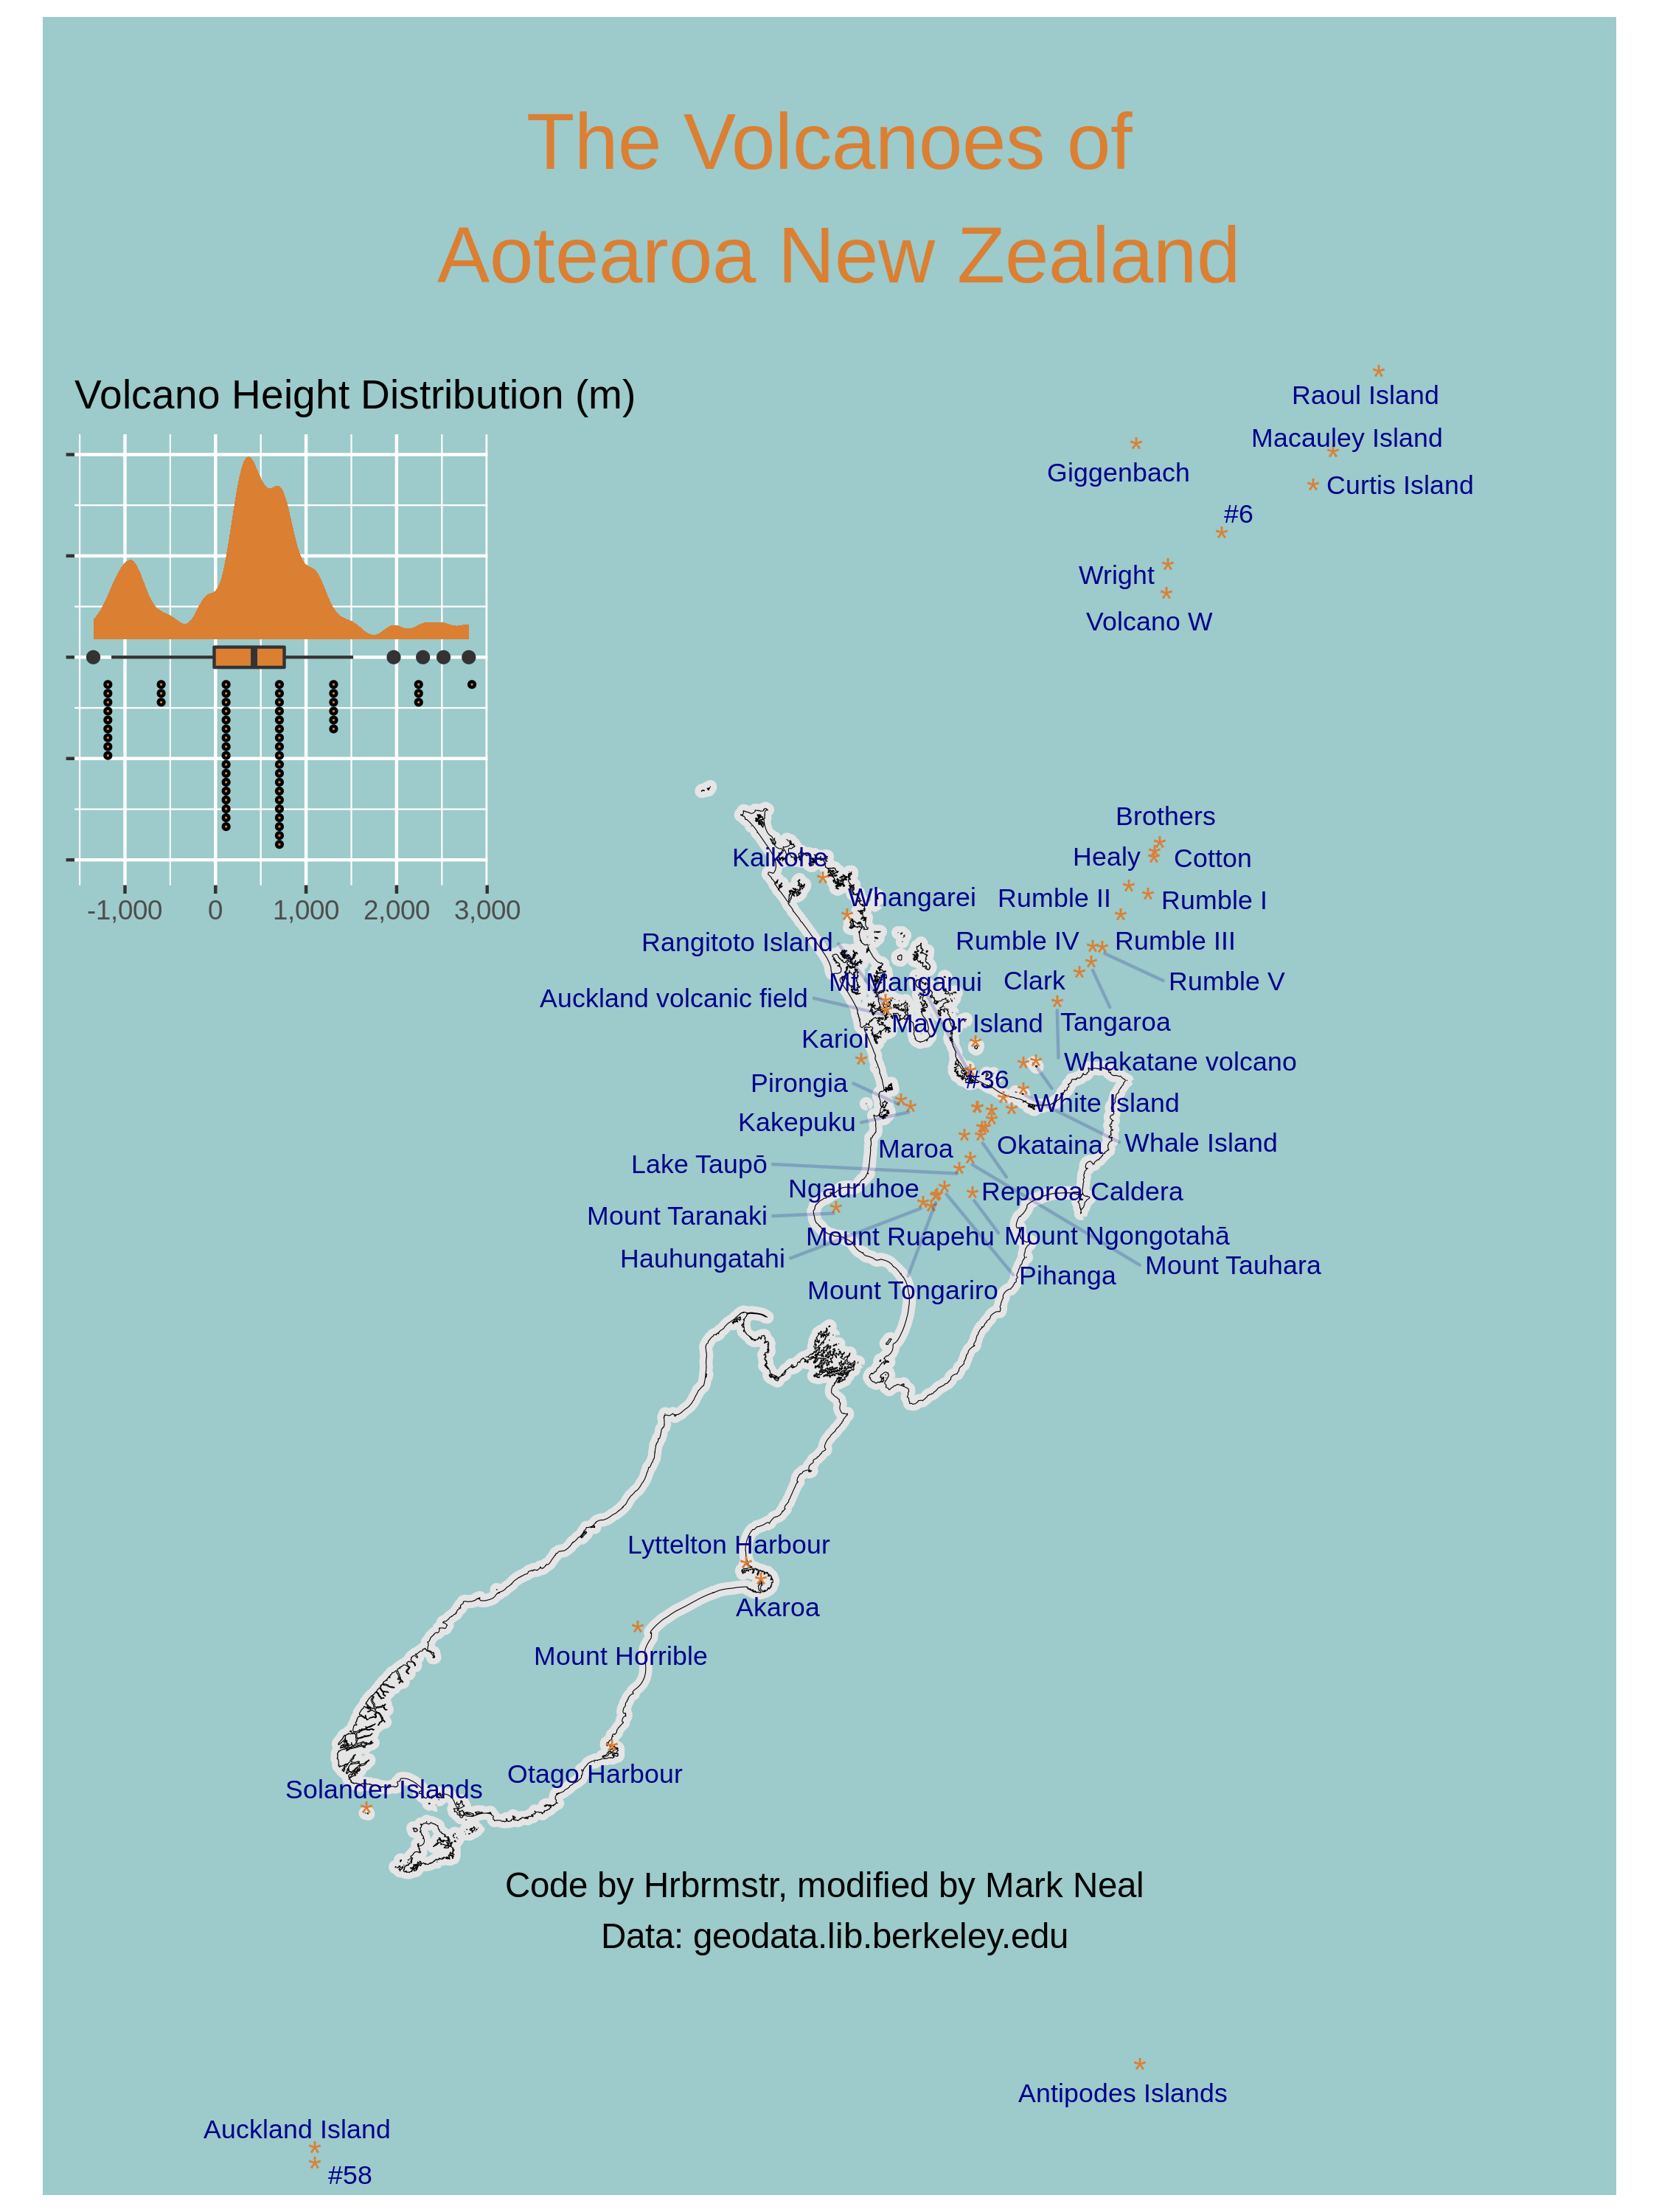 The Volcanoes of
Aotearoa New Zealand
Volcano Height Distribution (m)
-1,000 0 1,000 2,000 3,000
Raoul Island
Macauley Island
Giggenbach
Curtis Island
#6
Wright
Volcano W
Brothers
Kaikohe
Healy
Cotton
Whangarei
Rumble II
Rumble I
Rangitoto Island
Rumble IV
Rumble III
Mt Manganui
Clark
Rumble V
Auckland volcanic field
Mayor Island
Tangaroa
Karioi
Whakatane volcano
Pirongia
#36
White Island
Kakepuku
Maroa
Okataina
Whale Island
Lake Taupō
Ngauruhoe
Reporoa Caldera
Mount Taranaki
Mount Ruapehu
Mount Ngongotahā
Hauhungatahi
Mount Tauhara
Mount Tongariro
Pihanga
Lyttelton Harbour
Akaroa
Mount Horrible
Otago Harbour
Solander Islands
Code by Hrbrmstr, modified by Mark Neal
Data: geodata.lib.berkeley.edu
Antipodes Islands
Auckland Island
#58